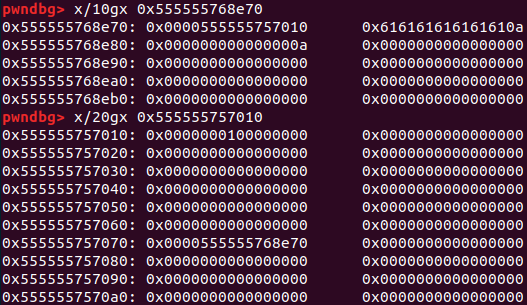 pwndbg> x/10gx 0x555555768e70
0x555555768e70: 0x0000555555757010 0x616161616161610a
0x555555768e80: 0x000000000000000a 0x0000000000000000
0x555555768e90: 0x0000000000000000 0x0000000000000000
0x555555768ea0: 0x0000000000000000 0x0000000000000000
0x555555768eb0: 0x0000000000000000 0x0000000000000000
pwndbg> x/20gx 0x555555757010
0x555555757010: 0x0000000100000000 0x0000000000000000
0x555555757020: 0x0000000000000000 0x0000000000000000
0x555555757030: 0x0000000000000000 0x0000000000000000
0x555555757040: 0x0000000000000000 0x0000000000000000
0x555555757050: 0x0000000000000000 0x0000000000000000
0x555555757060: 0x0000000000000000 0x0000000000000000
0x555555757070: 0x0000555555768e70 0x0000000000000000
0x555555757080: 0x0000000000000000 0x0000000000000000
0x555555757090: 0x0000000000000000 0x0000000000000000
0x5555557570a0: 0x0000000000000000 0x0000000000000000